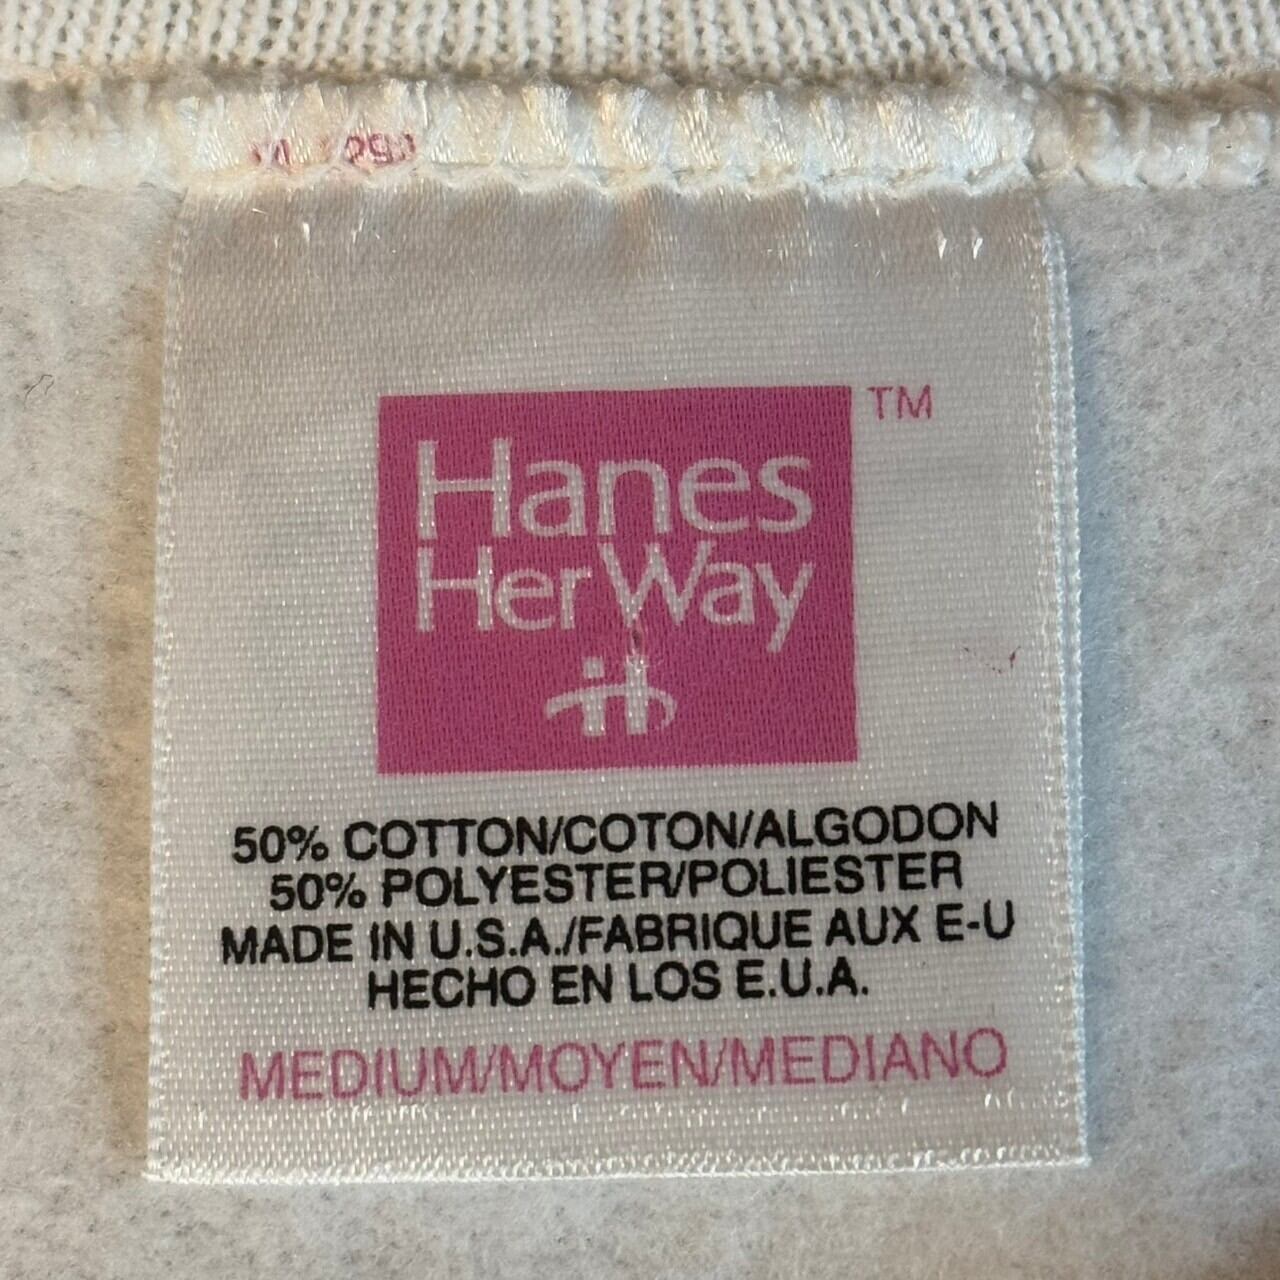 TM
Hanes
Her Way
50% COTTON/COTON/ALGODON
50% POLYESTER/POLIESTER
MADE IN U.S.A./FABRIQUE AUX E-U
HECHO EN LOS E.U.A.
MEDIUM/MOYEN/MEDIANO